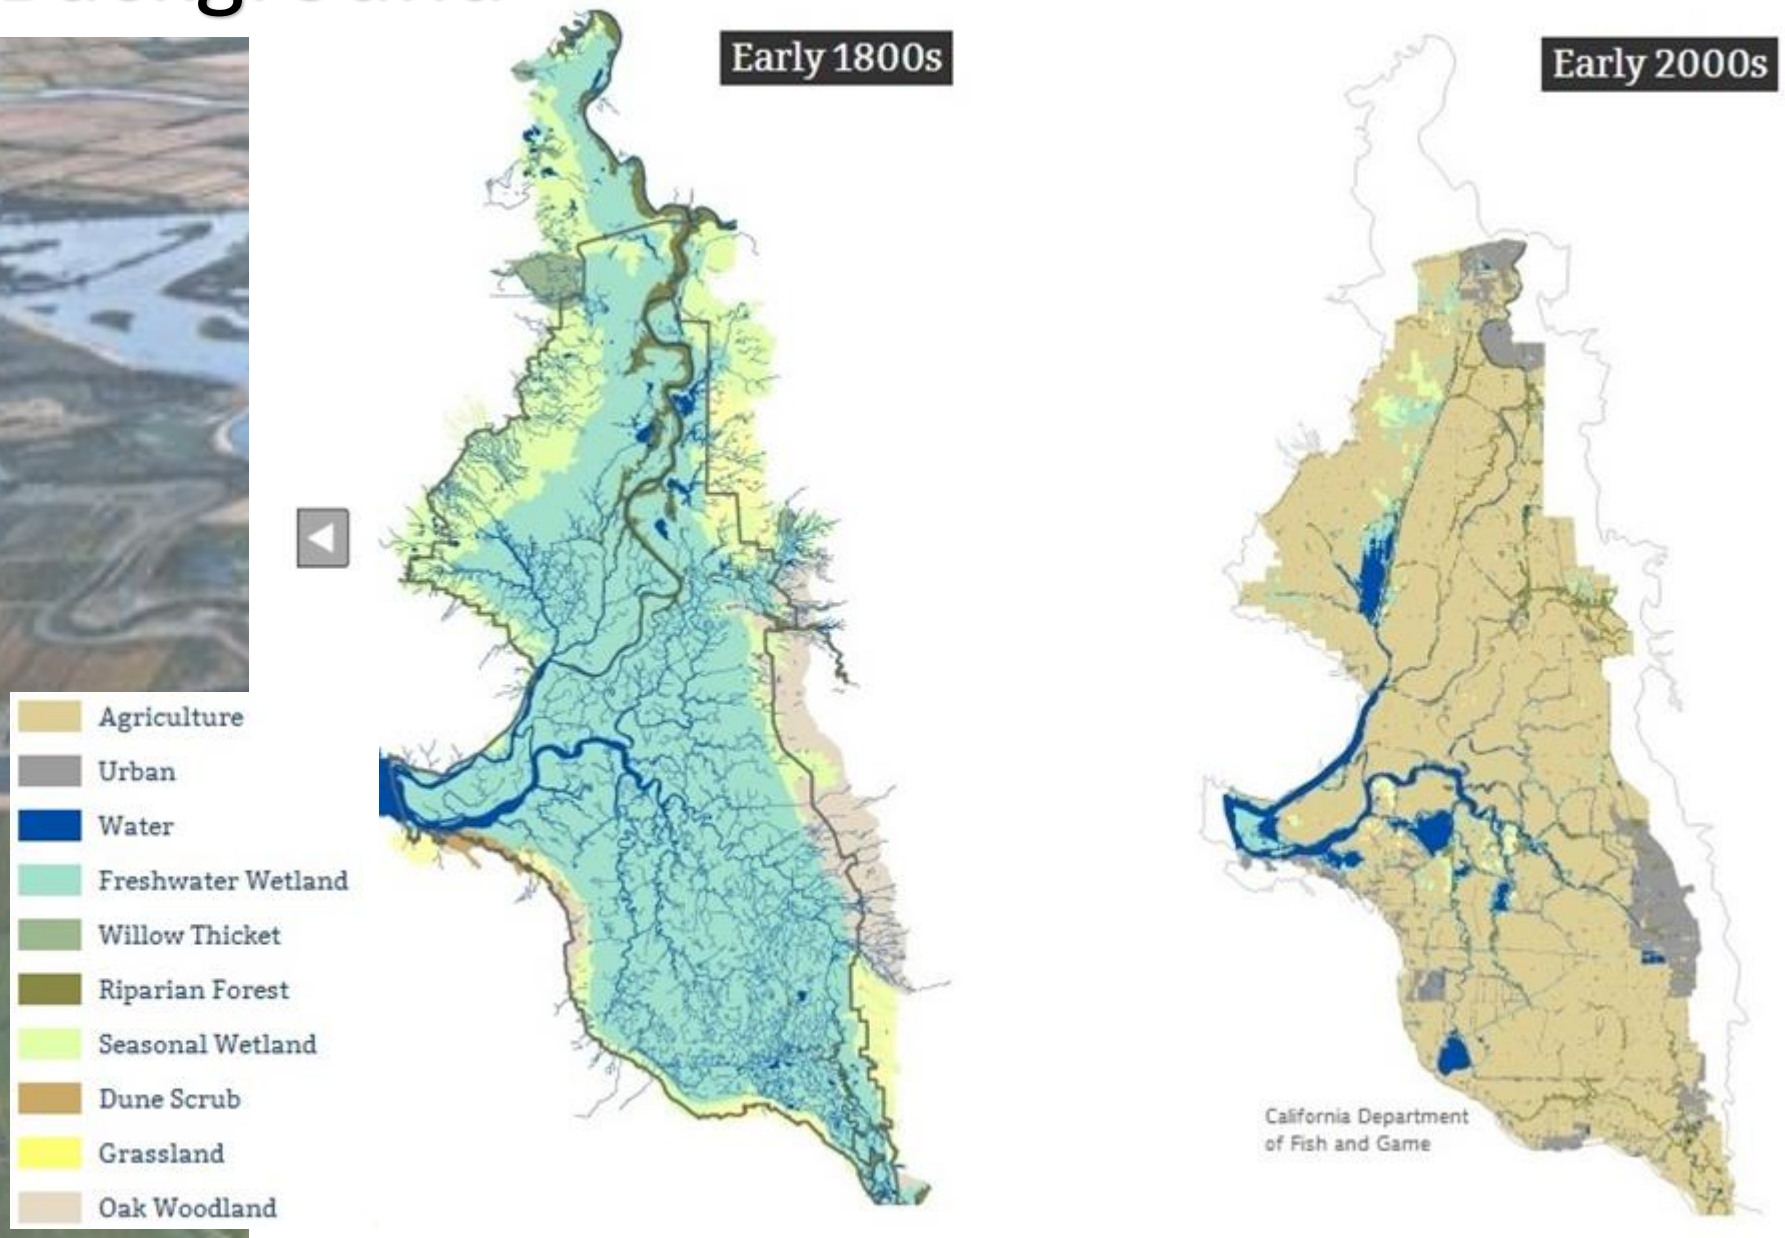 Background
Early 1800s
Early 2000s
Agriculture
Urban
Water
Freshwater Wetland
Willow Thicket
Riparian Forest
Seasonal Wetland
Dune Scrub
Grassland
Oak Woodland
California Department
of Fish and Game